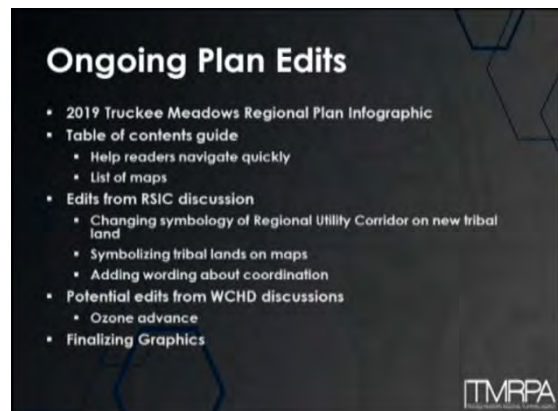 Ongoing Plan Edits
▪ 2019 Truckee Meadows Regional Plan Infographic
▪ Table of contents guide
▪ Help readers navigate quickly
▪ List of maps
▪ Edits from RSIC discussion
▪ Changing symbology of Regional Utility Corridor on new tribal
land
▪ Symbolizing tribal lands on maps
▪ Adding wording about coordination
▪ Potential edits from WCHD discussions
▪ Ozone advance
▪ Finalizing Graphics
TMRPA